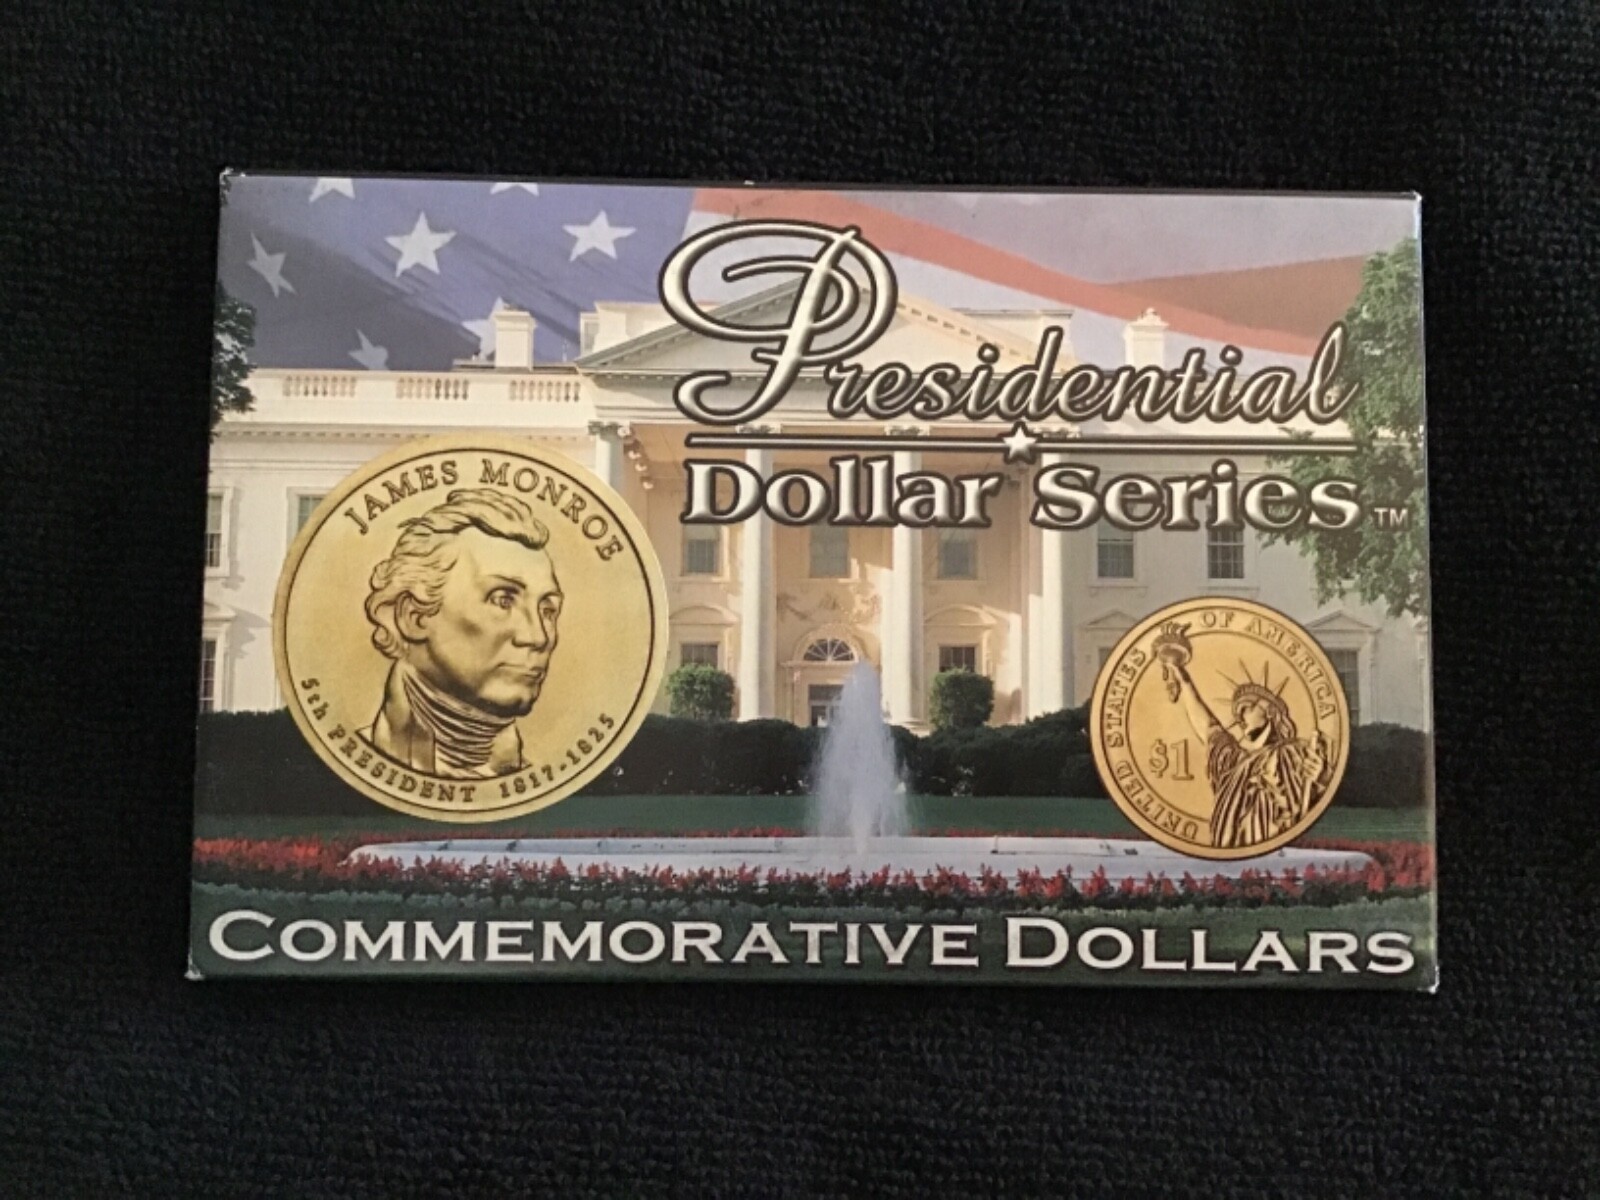 Presidential
Dollar Series™
JAMES MONROE
5th PRESIDENT 1817-1825
UNITED STATES OF AMERICA
$1
COMMEMORATIVE DOLLARS